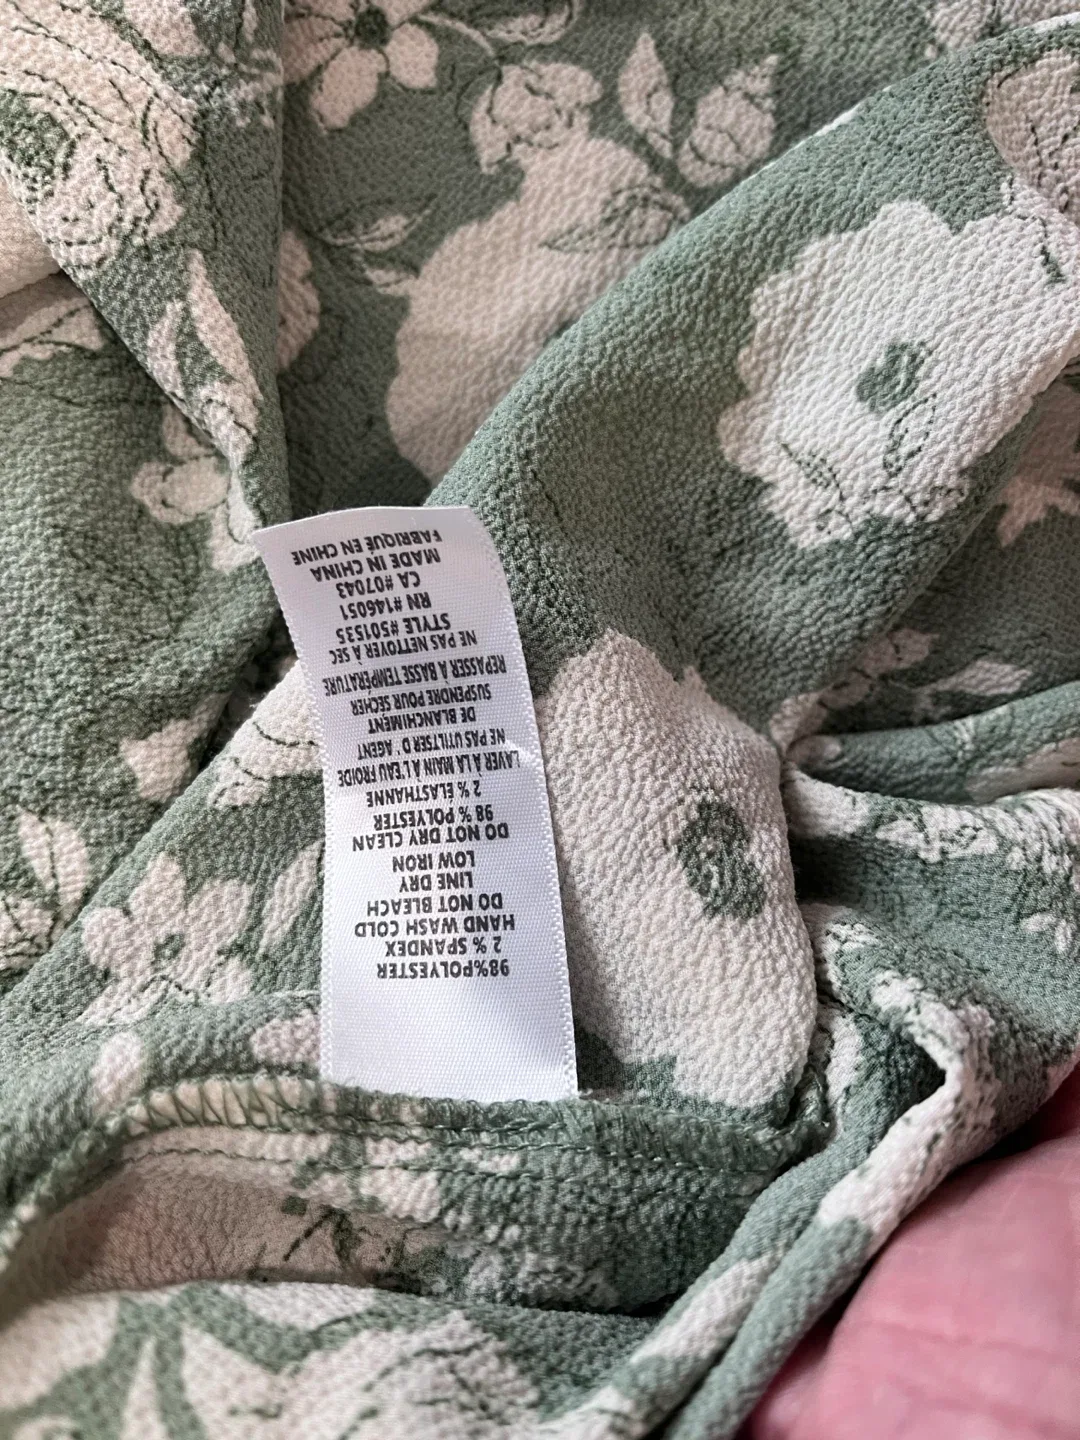 98%POLYESTER
2 % SPANDEX
HAND WASH COLD
DO NOT BLEACH
LINE DRY
LOW IRON
DO NOT DRY CLEAN
98 % POLYESTER
2 % ELASTHANNE
LAVER À LA MAIN A L'EAU FROIDE
NE PAS UTILTSER D' AGENT
DE BLANCHIMENT
SUSPENDRE POUR SÉCHER
REPASSER À BASSE TEMPÉRATURE
NE PAS NETTOYER À SEC
STYLE #501535
RN #146051
CA #07043
MADE IN CHINA
FABRIQUÉ EN CHINE